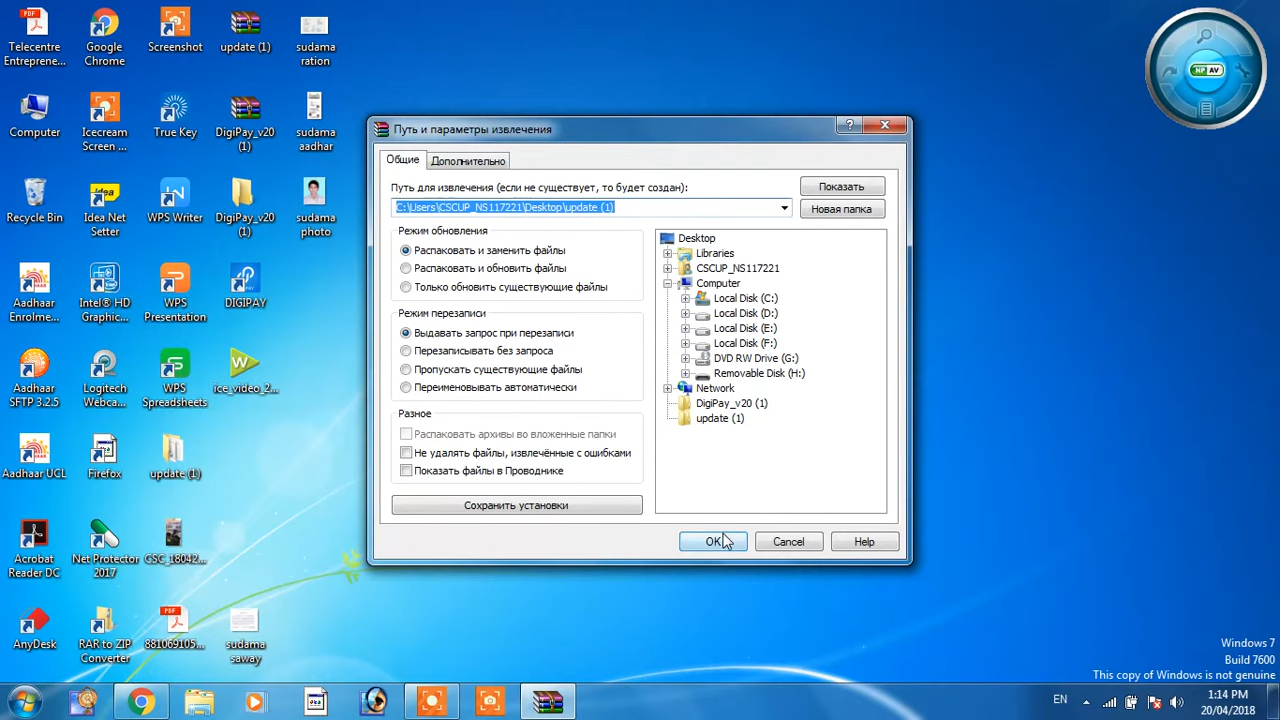 Telecentre
Entreprene...
Google
Chrome
Screenshot
update (1)
sudama
ration
Computer
Icecream
Screen ...
True Key
DigiPay_v20
(1)
sudama
aadhar
Recycle Bin
Idea Net
Setter
WPS Writer
DigiPay_v20
(1)
sudama
photo
Aadhaar
Enrolme...
Intel® HD
Graphic...
WPS
Presentation
DIGIPAY
Aadhaar
SFTP 3.2.5
Logitech
Webca...
WPS
Spreadsheets
ice_video_2...
Aadhaar UCL
Firefox
update (1)
Acrobat
Reader DC
Net Protector
2017
CSC_18042...
AnyDesk
RAR to ZIP
Converter
881069105...
sudama
saway
Путь и параметры извлечения
Общие
Дополнительно
Путь для извлечения (если не существует, то будет создан):
C:\Users\CSCUP_NS117221\Desktop\update (1)
Показать
Новая папка
Режим обновления
Распаковать и заменить файлы
Распаковать и обновить файлы
Только обновить существующие файлы
Режим перезаписи
Выдавать запрос при перезаписи
Перезаписывать без запроса
Пропускать существующие файлы
Переименовывать автоматически
Разное
Распаковать архивы во вложенные папки
Не удалять файлы, извлечённые с ошибками
Показать файлы в Проводнике
Сохранить установки
Desktop
Libraries
CSCUP_NS117221
Computer
Local Disk (C:)
Local Disk (D:)
Local Disk (E:)
Local Disk (F:)
DVD RW Drive (G:)
Removable Disk (H:)
Network
DigiPay_v20 (1)
update (1)
OK
Cancel
Help
NP AV
Windows 7
Build 7600
This copy of Windows is not genuine
EN
1:14 PM
20/04/2018